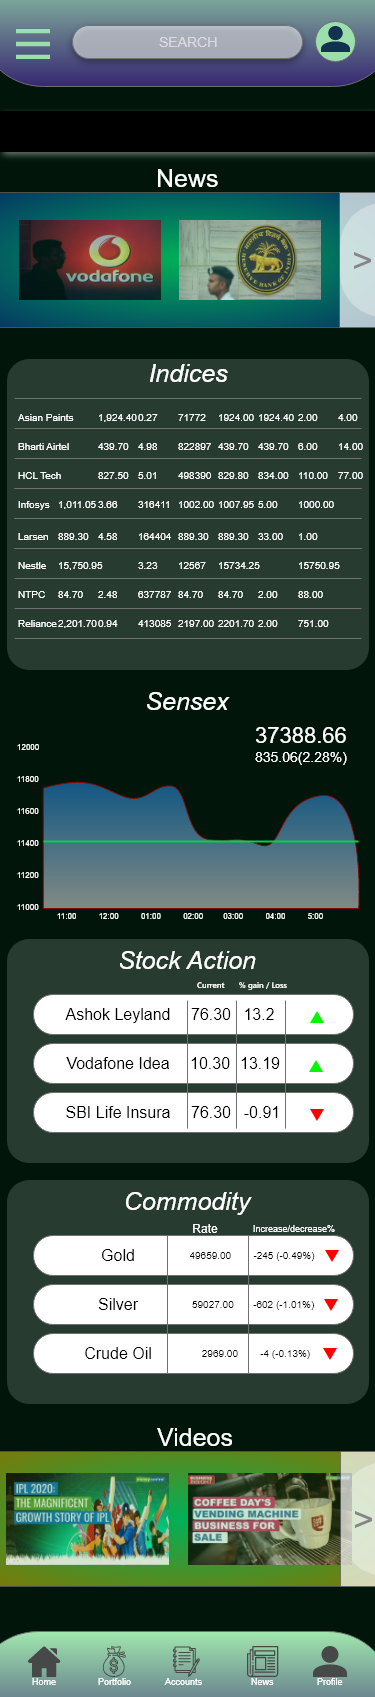 SEARCH
News
vodafone
>
Indices
Asian Paints 1,924.40 0.27 71772 1924.00 1924.40 2.00 4.00
Bharti Airtel 439.70 4.98 822897 439.70 439.70 6.00 14.00
HCL Tech 827.50 5.01 498390 829.80 834.00 110.00 77.00
Infosys 1,011.05 3.66 316411 1002.00 1007.95 5.00 1000.00
Larsen 889.30 4.58 164404 889.30 889.30 33.00 1.00
Nestle 15,750.95 3.23 12567 15734.25 15750.95
NTPC 84.70 2.48 637787 84.70 84.70 2.00 88.00
Reliance 2,201.70 0.94 413085 2197.00 2201.70 2.00 751.00
Sensex
37388.66
835.06(2.28%)
12000
11800
11600
11400
11200
11000
11:00 12:00 01:00 02:00 03:00 04:00 5:00
Stock Action
Current % gain / Loss
Ashok Leyland 76.30 13.2
Vodafone Idea 10.30 13.19
SBI Life Insura 76.30 -0.91
Commodity
Rate Increase/decrease%
Gold 49659.00 -245 (-0.49%)
Silver 59027.00 -602 (-1.01%)
Crude Oil 2969.00 -4 (-0.13%)
Videos
IPL 2020:
THE MAGNIFICENT
GROWTH STORY OF IPL
COFFEE DAY'S
VENDING MACHINE
BUSINESS FOR
SALE
>
Home Portfolio Accounts News Profile